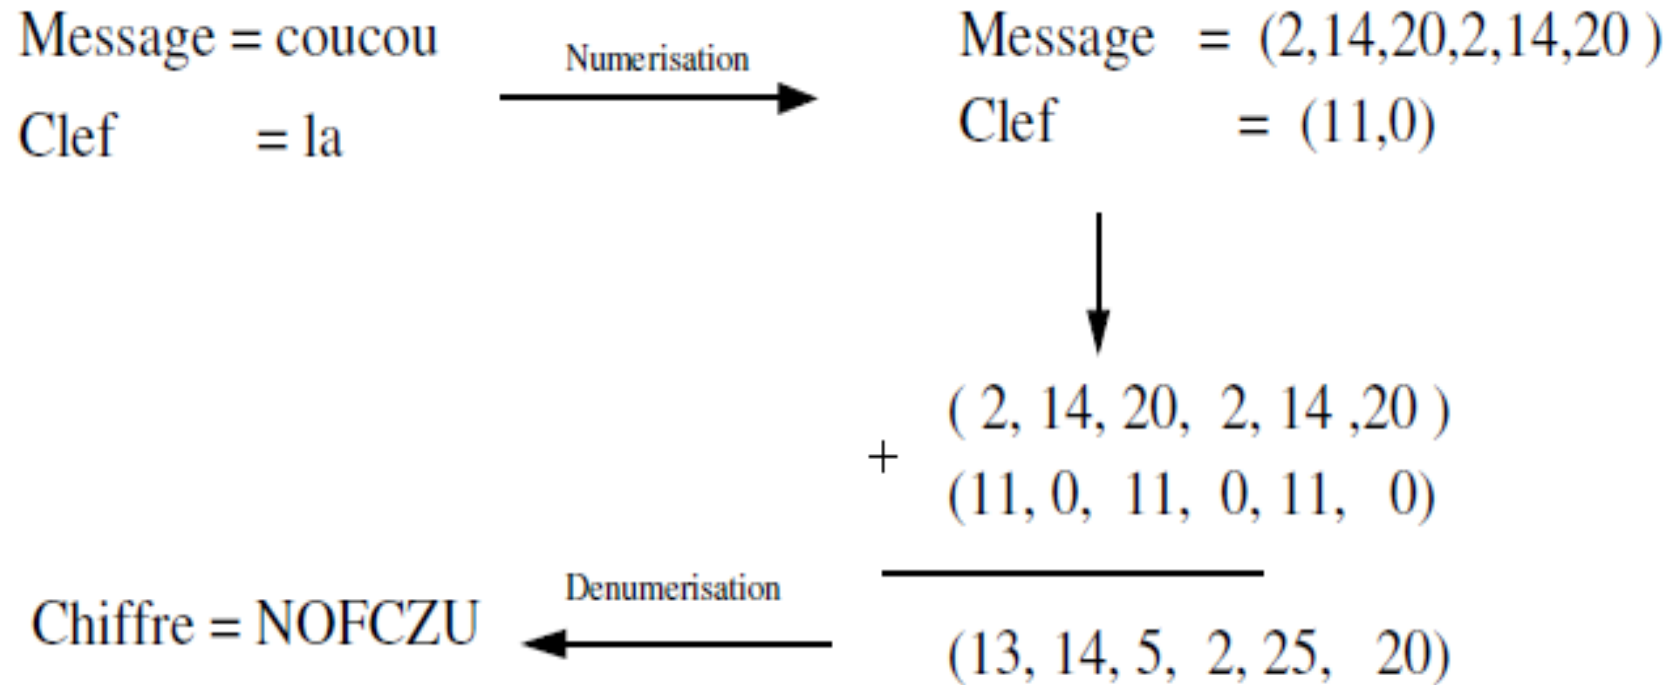 Message = coucou
Clef = la
Numerisation
Message = (2,14,20,2,14,20 )
Clef = (11,0)
( 2, 14, 20, 2, 14 ,20 )
+
(11, 0, 11, 0, 11, 0)
(13, 14, 5, 2, 25, 20)
Denumerisation
Chiffre = NOFCZU